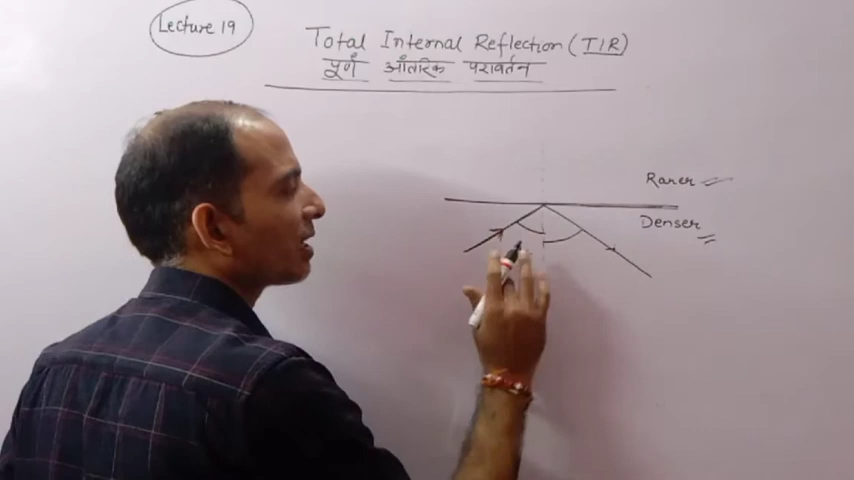 Lecture 19
Total Internal Reflection (TIR)
पूर्ण आंतरिक परावर्तन
Rarer
Denser